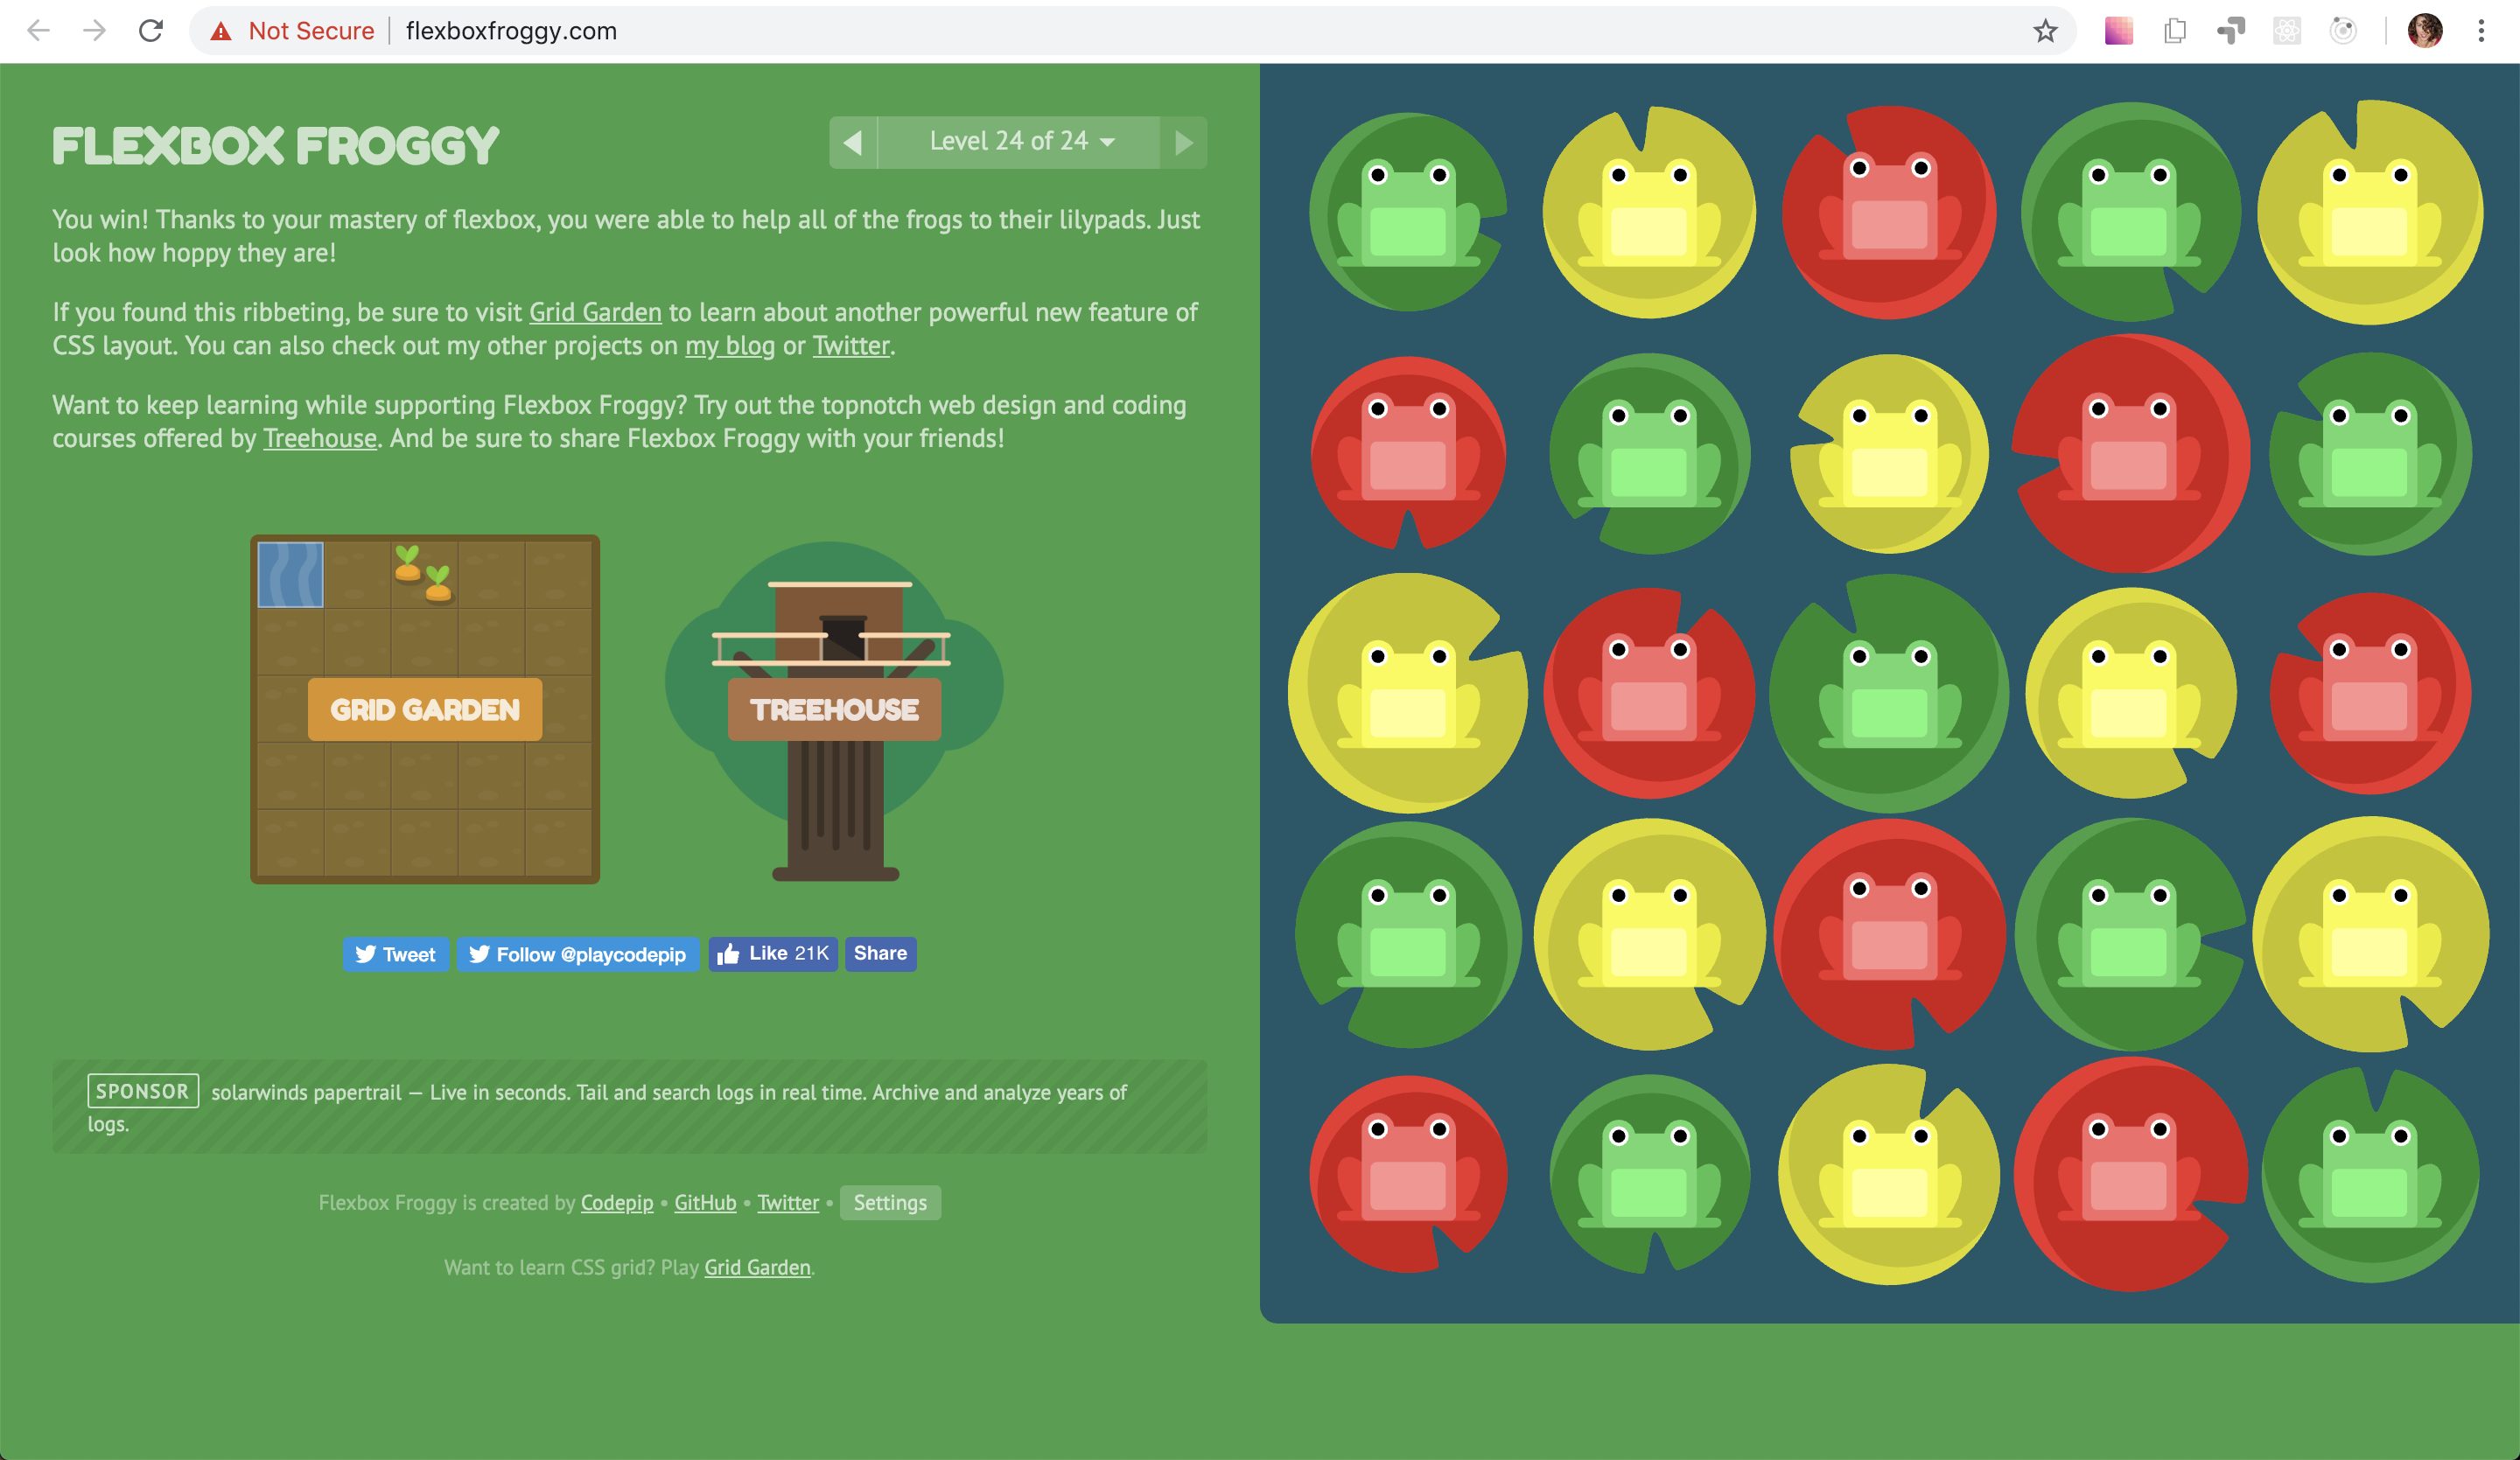 Not Secure
flexboxfroggy.com
FLEXBOX FROGGY
Level 24 of 24
You win! Thanks to your mastery of flexbox, you were able to help all of the frogs to their lilypads. Just
look how hoppy they are!
If you found this ribbeting, be sure to visit Grid Garden to learn about another powerful new feature of
CSS layout. You can also check out my other projects on my blog or Twitter.
Want to keep learning while supporting Flexbox Froggy? Try out the topnotch web design and coding
courses offered by Treehouse. And be sure to share Flexbox Froggy with your friends!
GRID GARDEN
TREEHOUSE
Tweet
Follow @playcodepip
Like 21K
Share
SPONSOR solarwinds papertrail — Live in seconds. Tail and search logs in real time. Archive and analyze years of
logs.
Flexbox Froggy is created by Codepip • GitHub • Twitter • Settings
Want to learn CSS grid? Play Grid Garden.